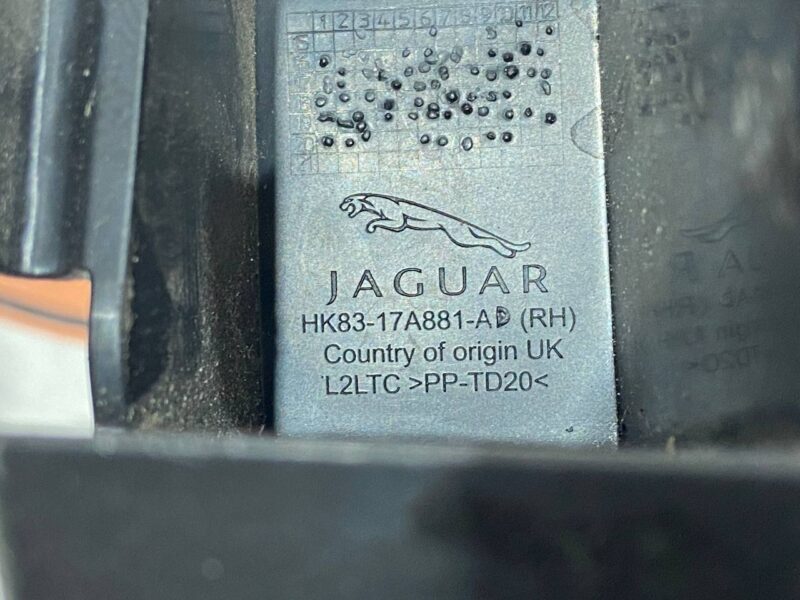 1 2 3 4 5 6 7 8 9 10 11 12
JAGUAR
HK83-17A881-AD (RH)
Country of origin UK
L2LTC >PP-TD20<